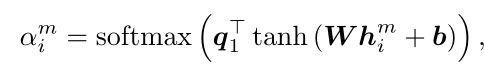 α_i^m = softmax ( q_1^⊤ tanh ( W h_i^m + b ) ) ,